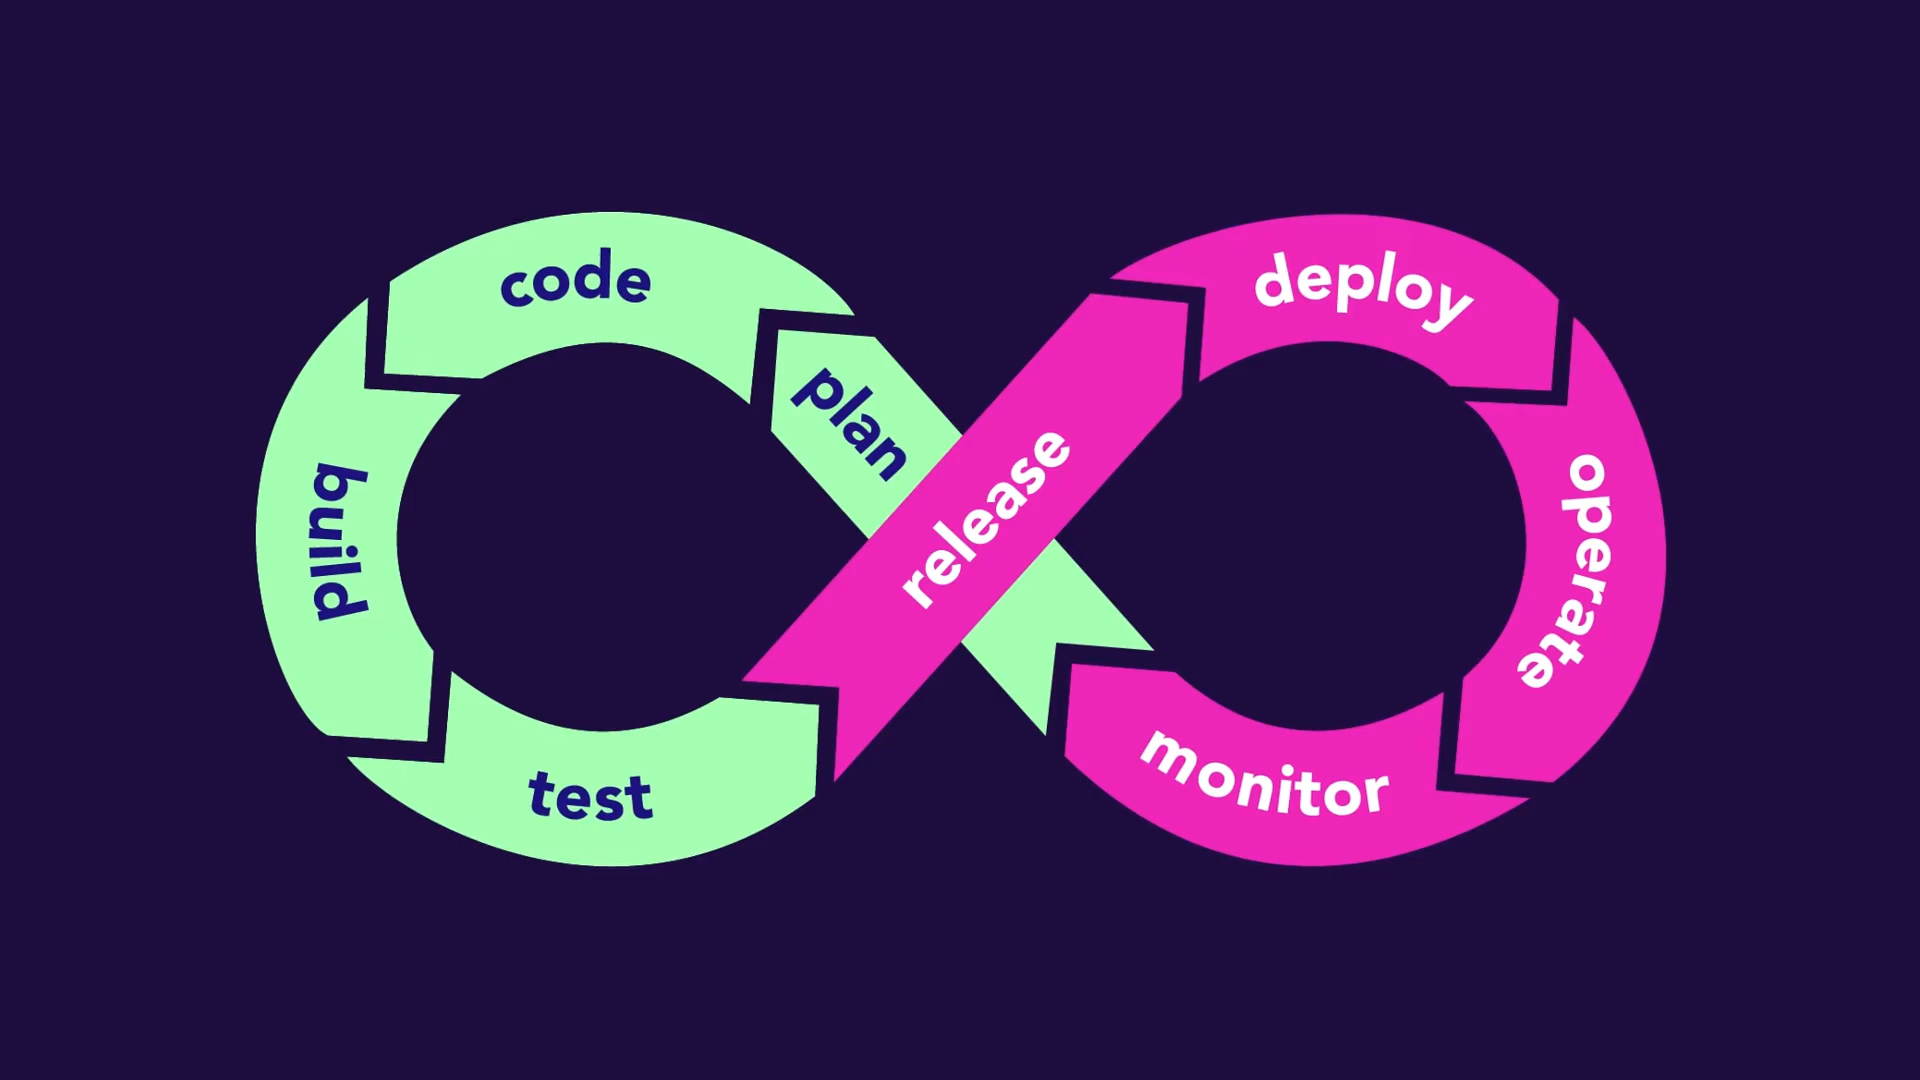 plan
code
build
test
release
deploy
operate
monitor